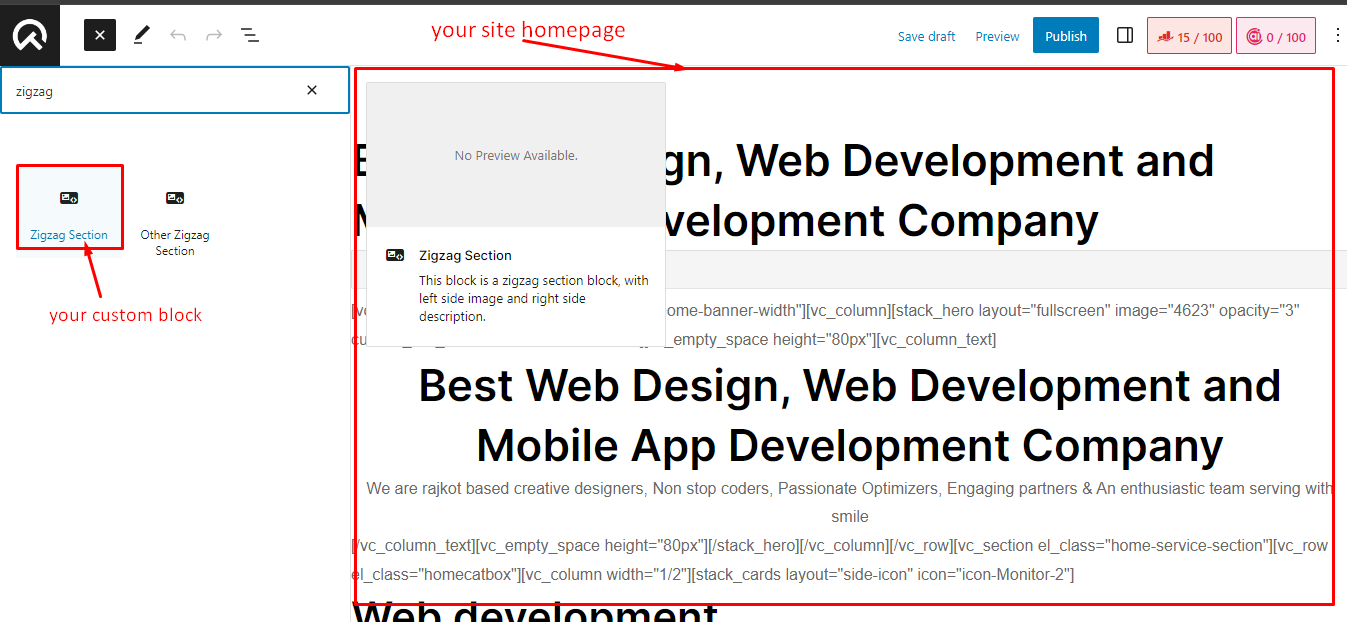 your site homepage
Save draft
Preview
Publish
15 / 100
0 / 100
zigzag
No Preview Available.
gn, Web Development and
velopment Company
Zigzag Section
Other Zigzag
Section
Zigzag Section
This block is a zigzag section block, with
left side image and right side
description.
your custom block
ome-banner-width"][vc_column][stack_hero layout="fullscreen" image="4623" opacity="3"
_empty_space height="80px"][vc_column_text]
Best Web Design, Web Development and
Mobile App Development Company
We are rajkot based creative designers, Non stop coders, Passionate Optimizers, Engaging partners & An enthusiastic team serving with
smile
[/vc_column_text][vc_empty_space height="80px"][/stack_hero][/vc_column][/vc_row][vc_section el_class="home-service-section"][vc_row
el_class="homecatbox"][vc_column width="1/2"][stack_cards layout="side-icon" icon="icon-Monitor-2"]
Web development